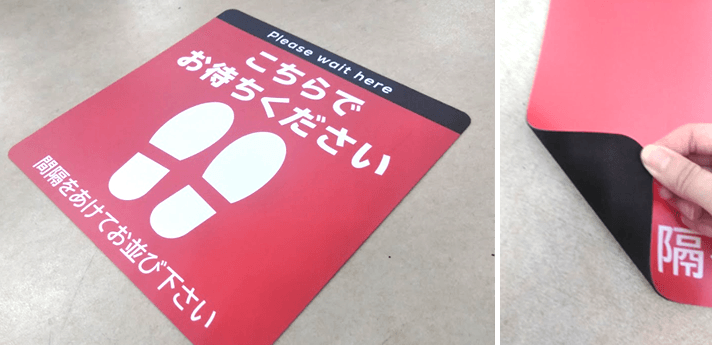 Please wait here
こちらで
お待ちください
間隔をあけてお並び下さい
隔